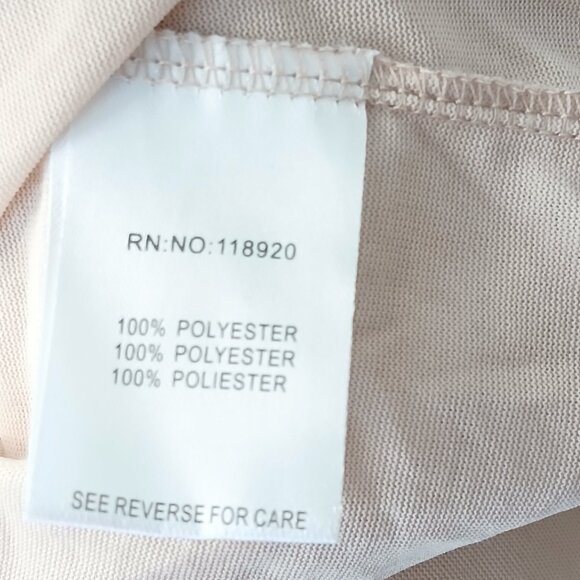 RN:NO:118920
100% POLYESTER
100% POLYESTER
100% POLIESTER
SEE REVERSE FOR CARE